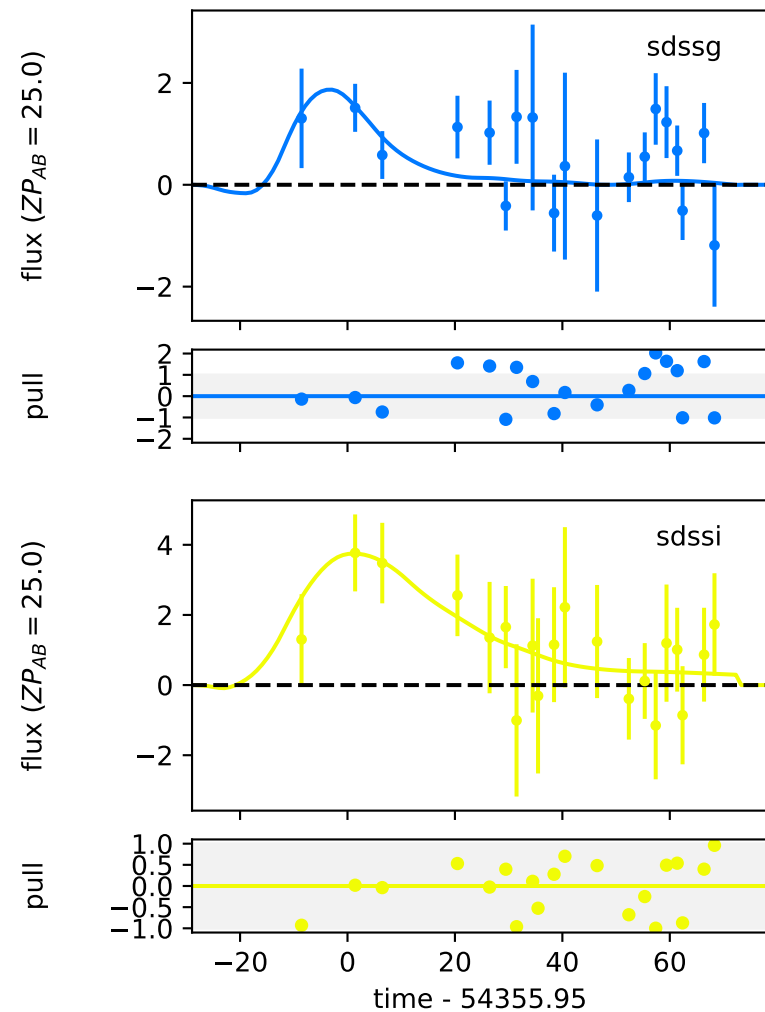 sdssg
flux (ZP_AB = 25.0)
2
0
−2
pull
2
1
0
−1
−2
sdssi
flux (ZP_AB = 25.0)
4
2
0
−2
pull
1.0
0.5
0.0
−0.5
−1.0
−20 0 20 40 60
time - 54355.95